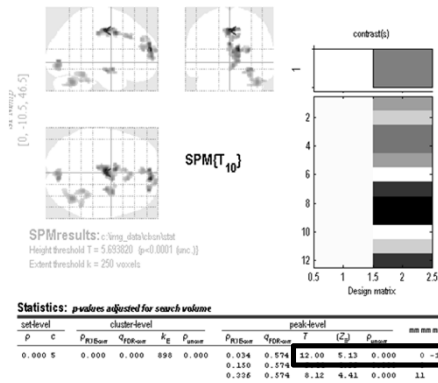 contrast(s)
1
[0, -10.5, 46.5]
SPM{T10}
SPMresults: c:\img_data\cbsn\stat
Height threshold T = 5.693820 {p<0.0001 (unc.)}
Extent threshold k = 250 voxels
2
4
6
8
10
12
0.5 1 1.5 2 2.5
Design matrix
Statistics: p-values adjusted for search volume
set-level cluster-level peak-level
p c pFWE-corr qFDR-corr kE puncorr pFWE-corr qFDR-corr T (ZE) puncorr mm mm m
0.000 5 0.000 0.000 898 0.000 0.034 0.574 12.00 5.13 0.000 0
0.150 0.574
0.336 0.574 8.12 4.41 0.000 11